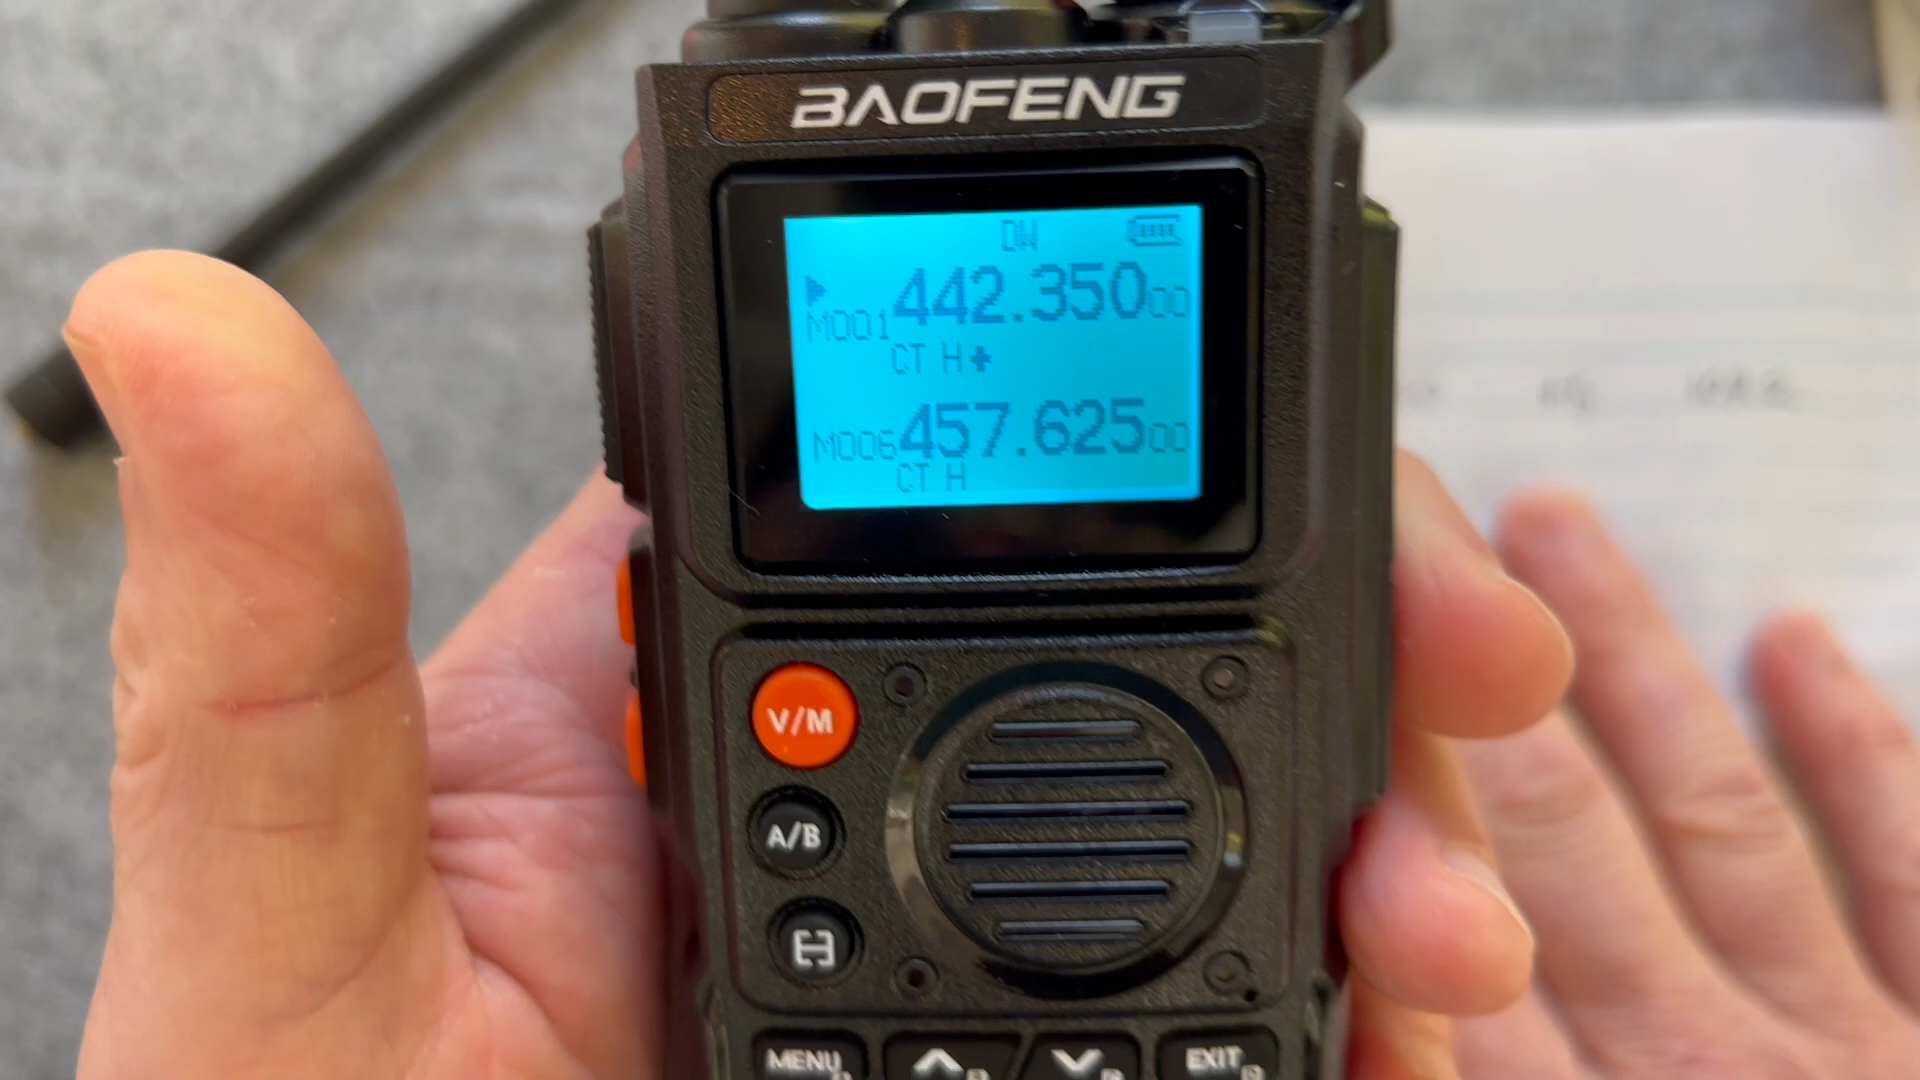 BAOFENG
DW
M001 442.35000
CT H+
M006 457.62500
CT H
V/M
A/B
MENU
EXIT